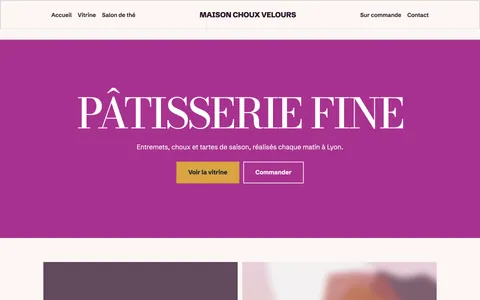 Accueil Vitrine Salon de thé MAISON CHOUX VELOURS Sur commande Contact
PÂTISSERIE FINE
Entremets, choux et tartes de saison, réalisés chaque matin à Lyon.
Voir la vitrine Commander